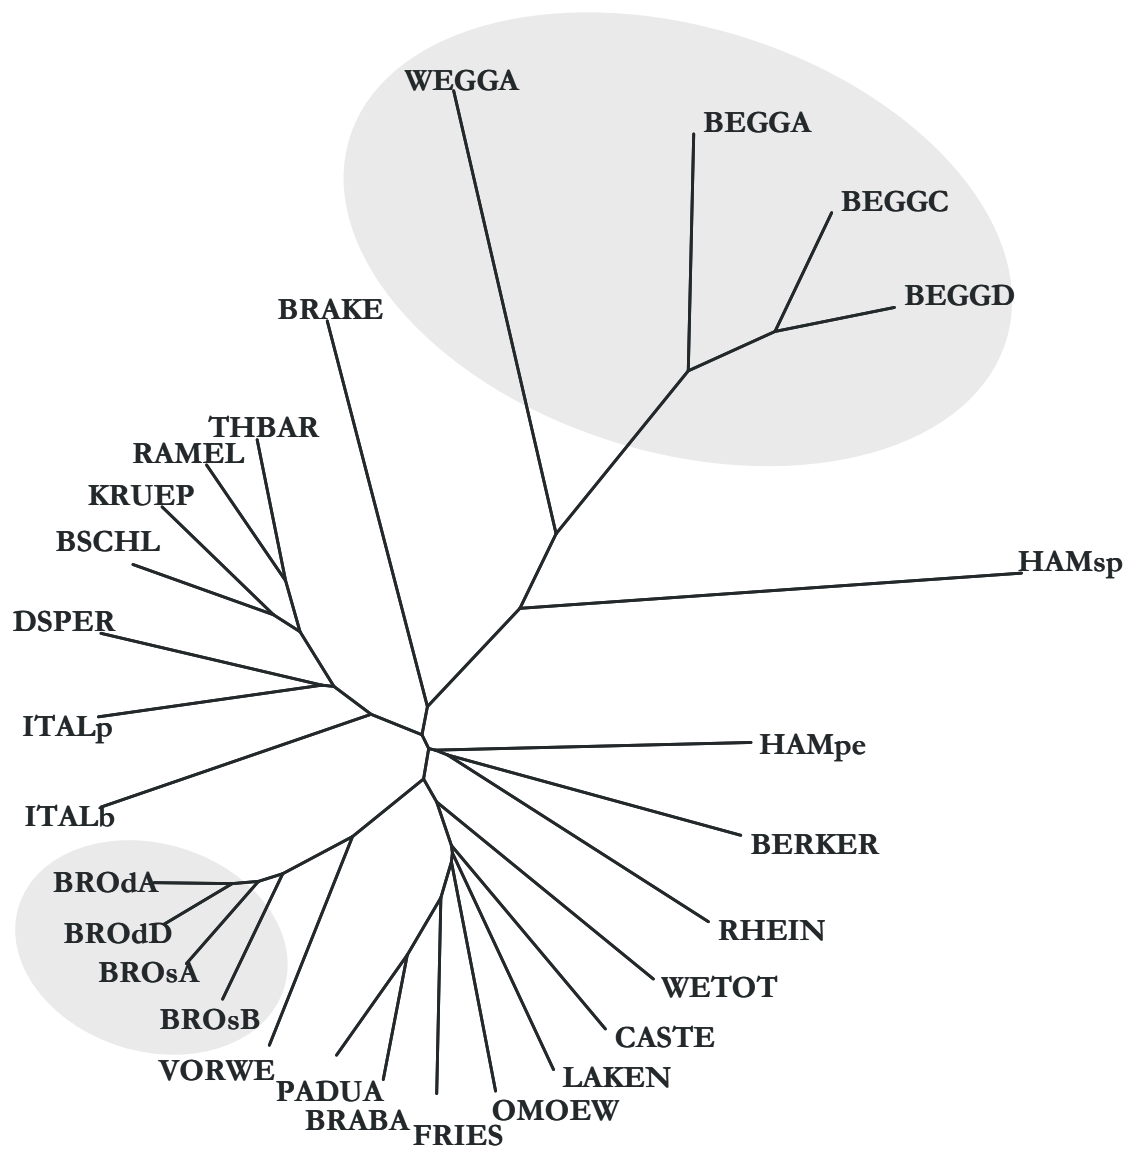 WEGGA
BEGGA
BEGGC
BEGGD
BRAKE
THBAR
RAMEL
KRUEP
BSCHL
HAMsp
DSPER
ITALp
HAMpe
ITALb
BERKER
BROdA
RHEIN
BROdD
BROsA
WETOT
BROsB
CASTE
VORWE
LAKEN
PADUA
OMOEW
BRABA
FRIES